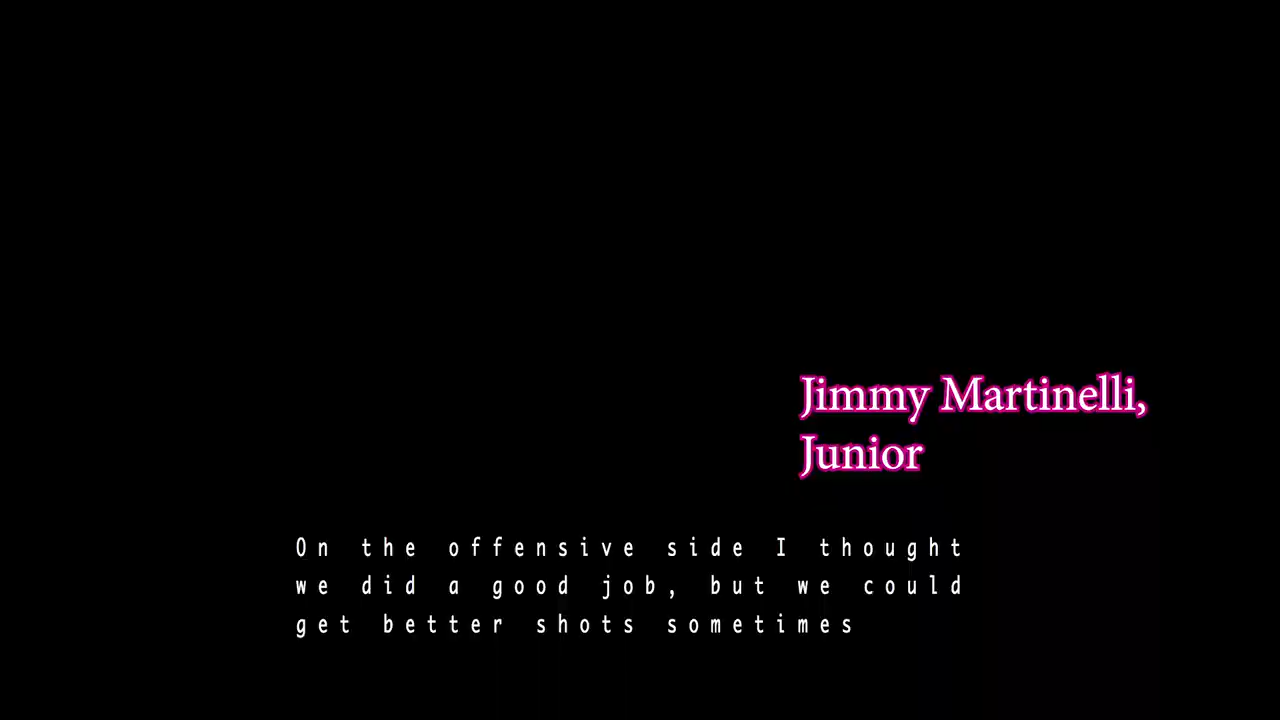 Jimmy Martinelli,
Junior
On the offensive side I thought
we did a good job, but we could
get better shots sometimes